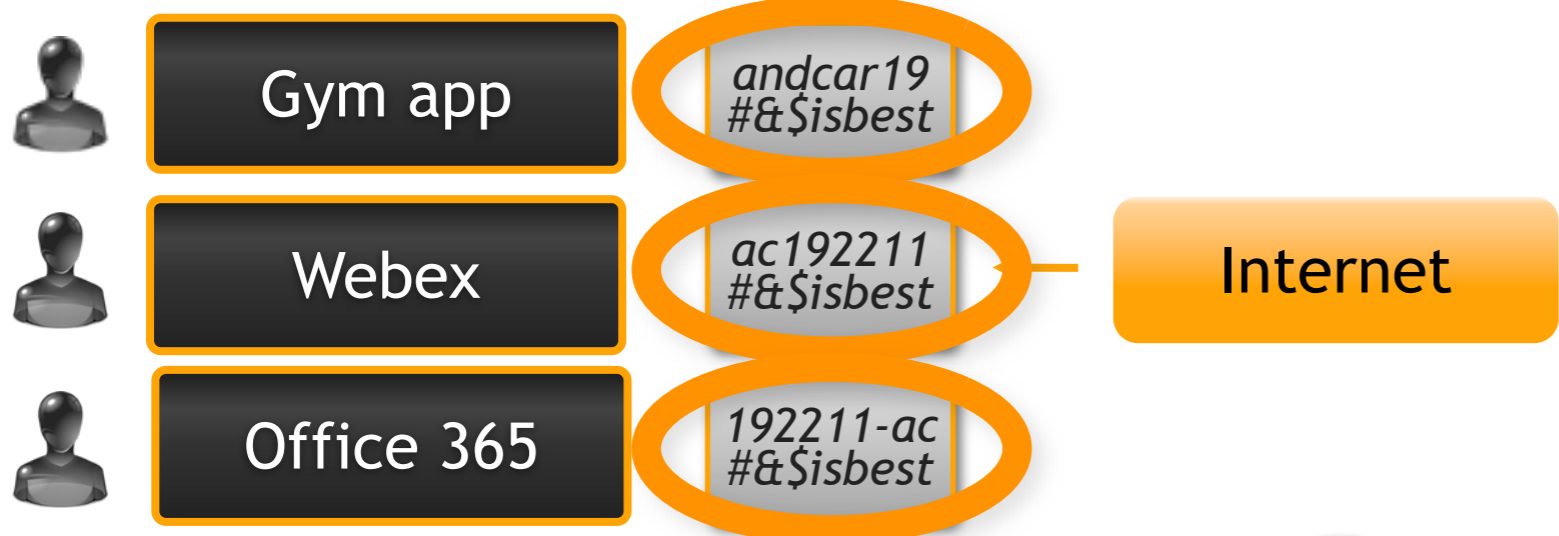 Gym app
andcar19
#&$isbest
Webex
ac192211
#&$isbest
Internet
Office 365
192211-ac
#&$isbest